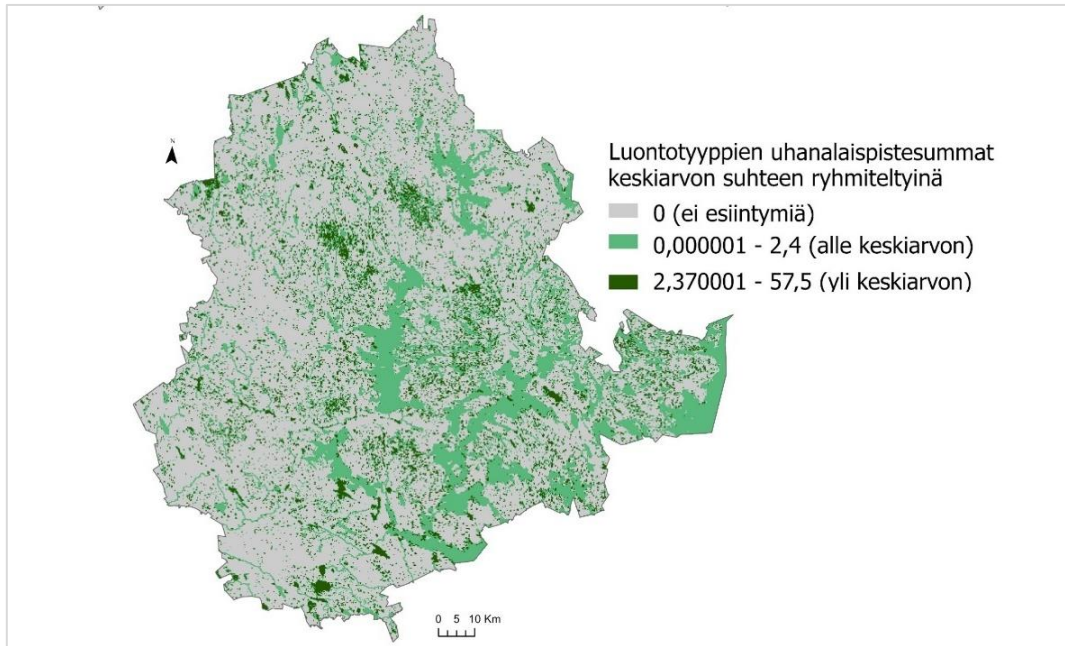 N
Luontotyyppien uhanalaispistesummat
keskiarvon suhteen ryhmiteltyinä
0 (ei esiintymiä)
0,000001 - 2,4 (alle keskiarvon)
2,370001 - 57,5 (yli keskiarvon)
0 5 10 Km